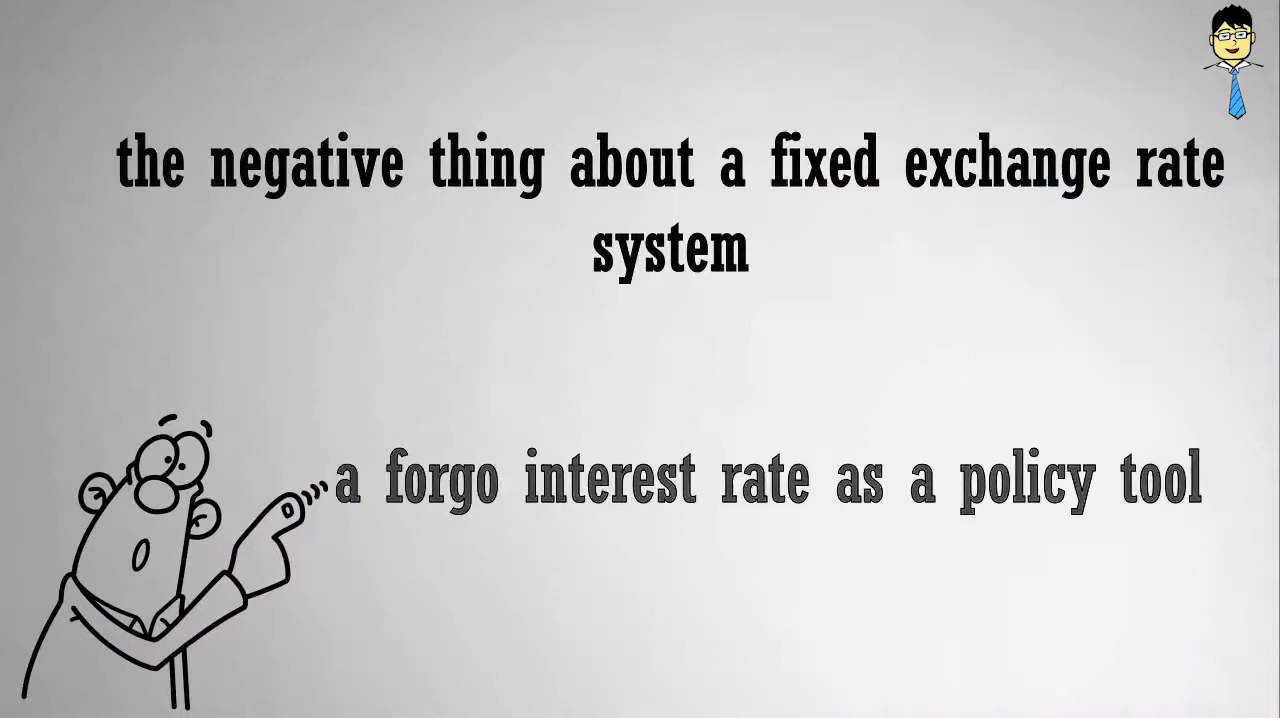 the negative thing about a fixed exchange rate
system
a forgo interest rate as a policy tool